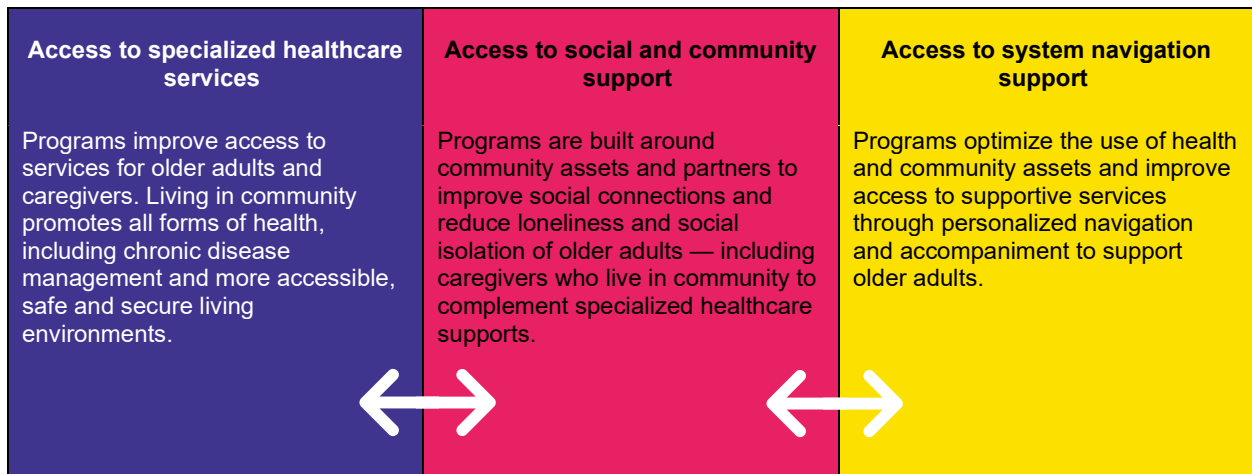 Access to specialized healthcare
services
Programs improve access to
services for older adults and
caregivers. Living in community
promotes all forms of health,
including chronic disease
management and more accessible,
safe and secure living
environments.
Access to social and community
support
Programs are built around
community assets and partners to
improve social connections and
reduce loneliness and social
isolation of older adults — including
caregivers who live in community to
complement specialized healthcare
supports.
Access to system navigation
support
Programs optimize the use of health
and community assets and improve
access to supportive services
through personalized navigation
and accompaniment to support
older adults.